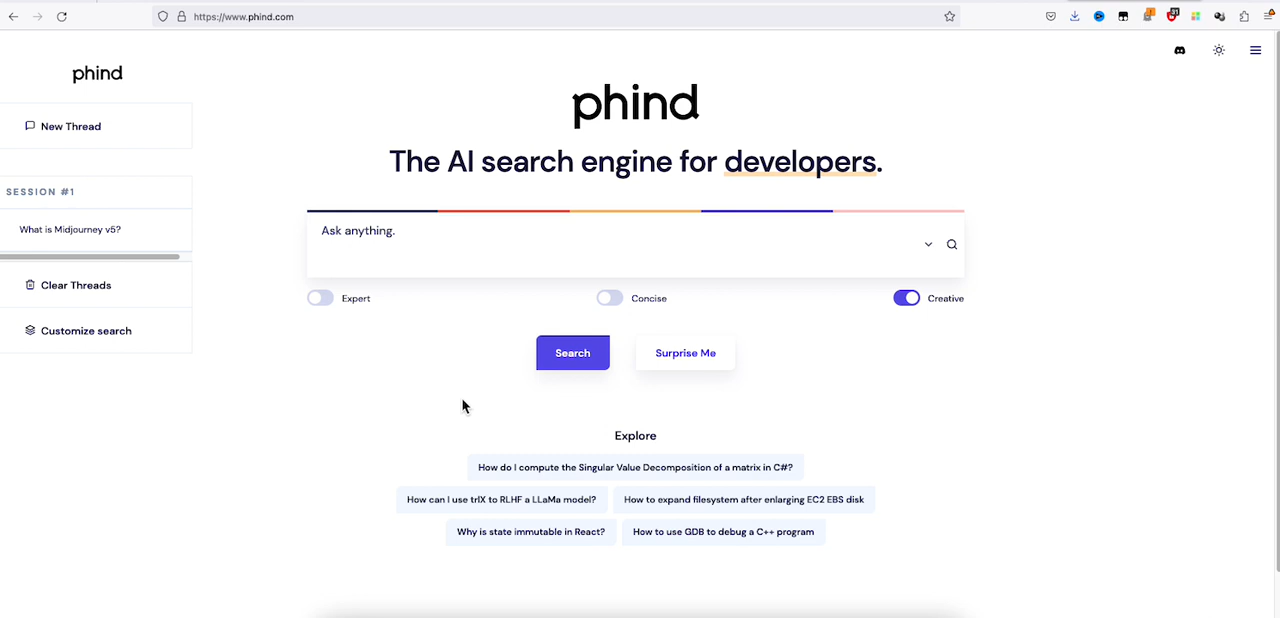 https://www.phind.com
31
phind
New Thread
SESSION #1
What is Midjourney v5?
Clear Threads
Customize search
phind
The AI search engine for developers.
Ask anything.
Expert
Concise
Creative
Search
Surprise Me
Explore
How do I compute the Singular Value Decomposition of a matrix in C#?
How can I use trlX to RLHF a LLaMa model?
How to expand filesystem after enlarging EC2 EBS disk
Why is state immutable in React?
How to use GDB to debug a C++ program